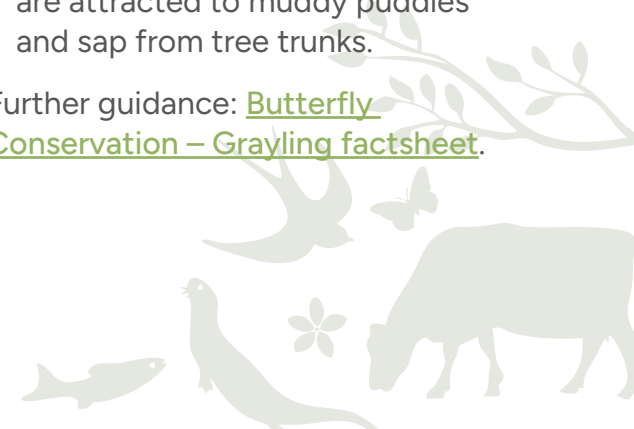 are attracted to muddy puddles
and sap from tree trunks.
Further guidance: Butterfly
Conservation – Grayling factsheet.